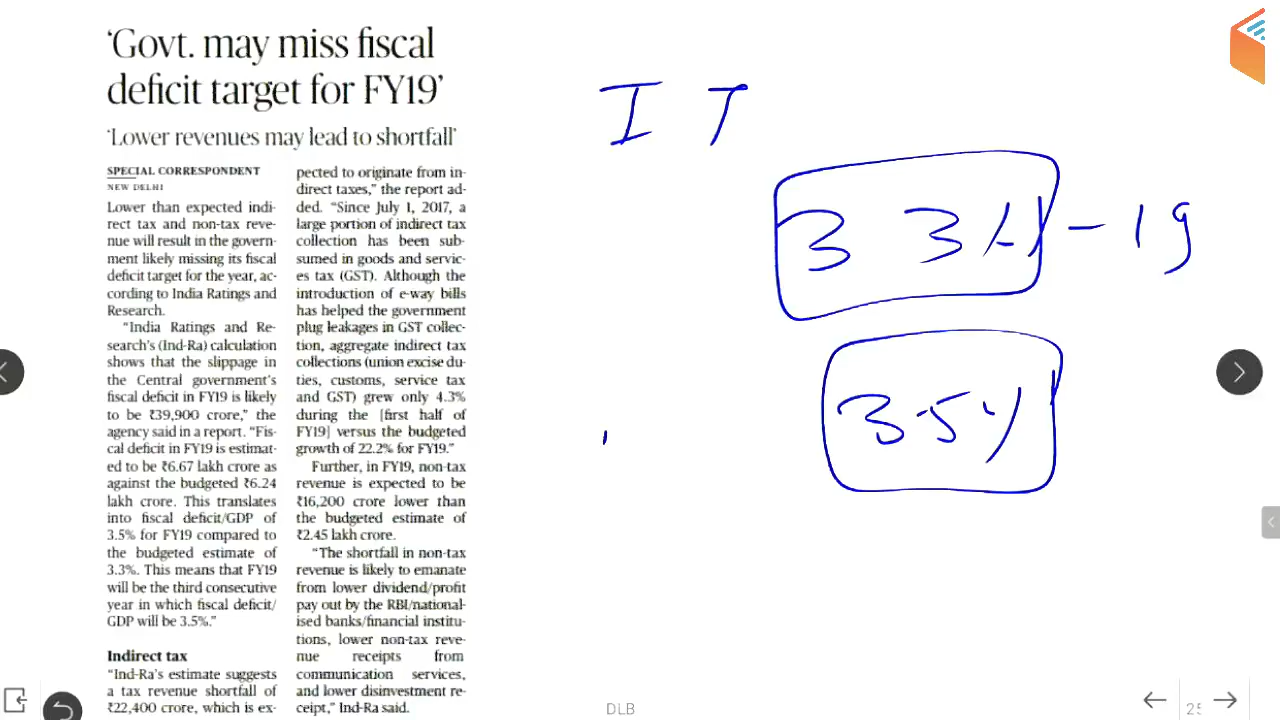 ‘Govt. may miss fiscal
deficit target for FY19’
‘Lower revenues may lead to shortfall’
SPECIAL CORRESPONDENT
NEW DELHI
Lower than expected indi-
rect tax and non-tax reve-
nue will result in the govern-
ment likely missing its fiscal
deficit target for the year, ac-
cording to India Ratings and
Research.
“India Ratings and Re-
search’s (Ind-Ra) calculation
shows that the slippage in
the Central government’s
fiscal deficit in FY19 is likely
to be ₹39,900 crore,” the
agency said in a report. “Fis-
cal deficit in FY19 is estimat-
ed to be ₹6.67 lakh crore as
against the budgeted ₹6.24
lakh crore. This translates
into fiscal deficit/GDP of
3.5% for FY19 compared to
the budgeted estimate of
3.3%. This means that FY19
will be the third consecutive
year in which fiscal deficit/
GDP will be 3.5%.”
Indirect tax
“Ind-Ra’s estimate suggests
a tax revenue shortfall of
₹22,400 crore, which is ex-
pected to originate from in-
direct taxes,” the report ad-
ded. “Since July 1, 2017, a
large portion of indirect tax
collection has been sub-
sumed in goods and servic-
es tax (GST). Although the
introduction of e-way bills
has helped the government
plug leakages in GST collec-
tion, aggregate indirect tax
collections (union excise du-
ties, customs, service tax
and GST) grew only 4.3%
during the [first half of
FY19] versus the budgeted
growth of 22.2% for FY19.”
Further, in FY19, non-tax
revenue is expected to be
₹16,200 crore lower than
the budgeted estimate of
₹2.45 lakh crore.
“The shortfall in non-tax
revenue is likely to emanate
from lower dividend/profit
pay out by the RBI/national-
ised banks/financial institu-
tions, lower non-tax reve-
nue receipts from
communication services,
and lower disinvestment re-
ceipt,” Ind-Ra said.
I T
3 3% - 19
3.5%
DLB
25